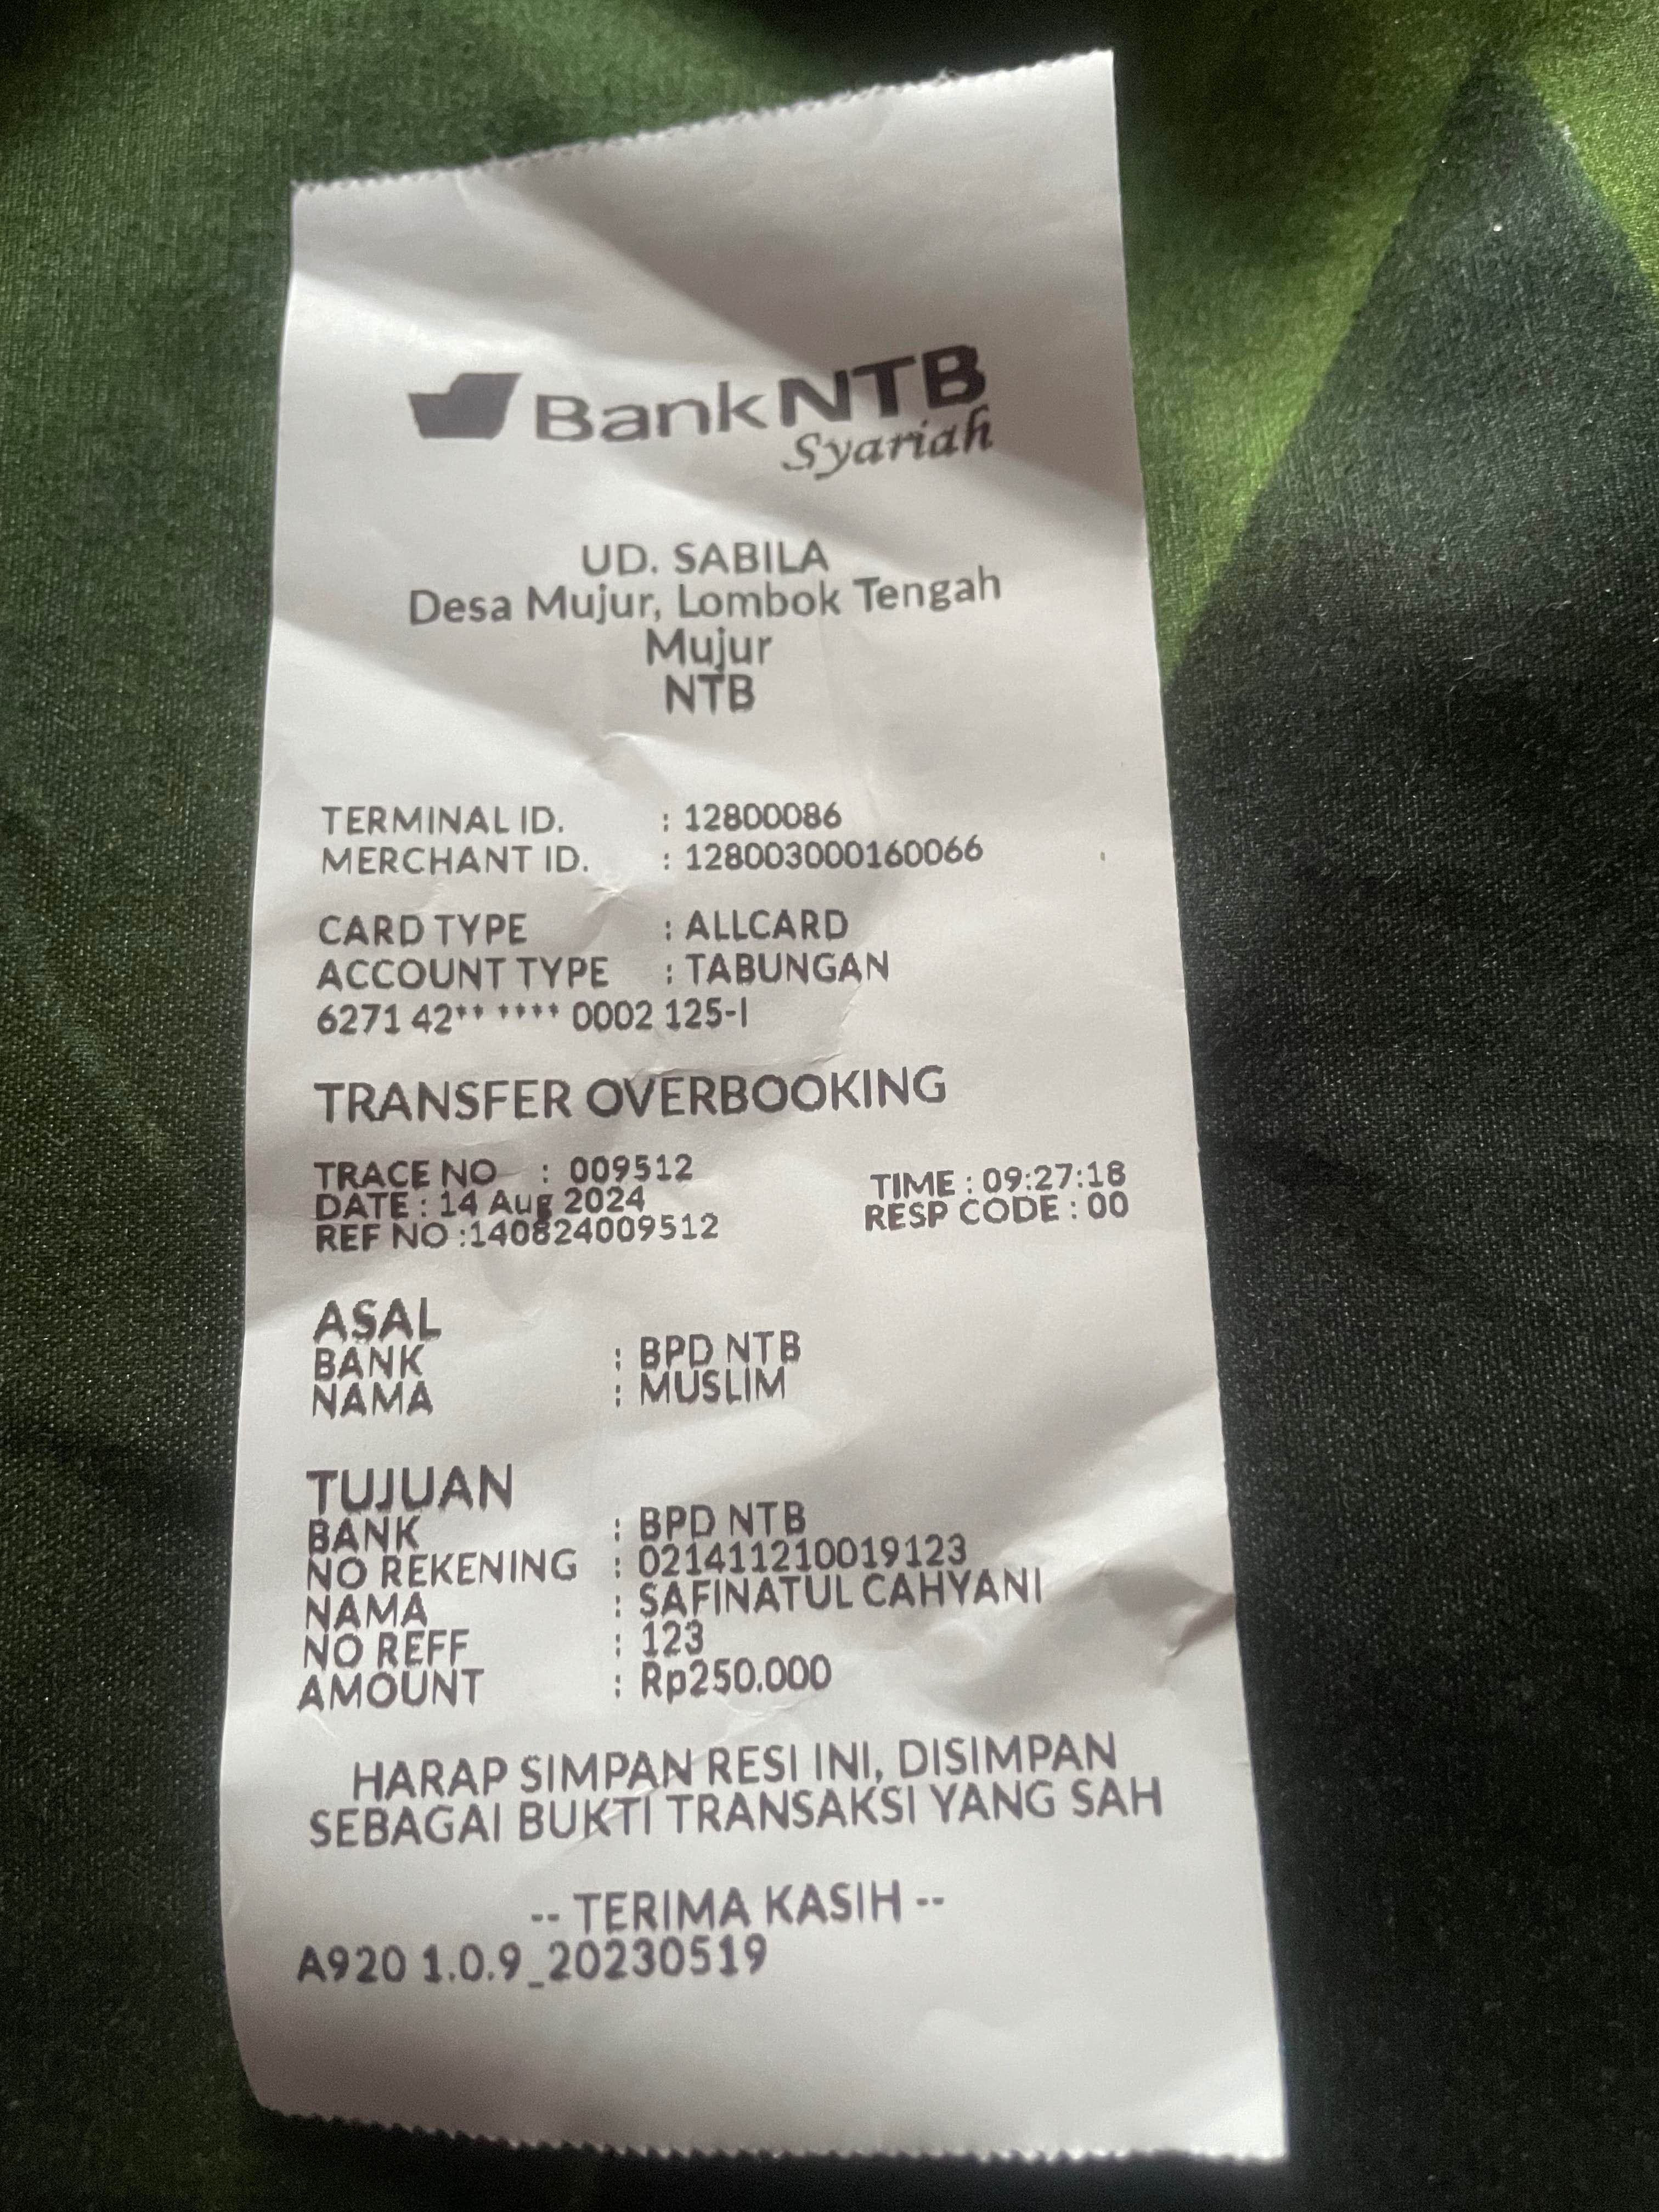 BankNTB
Syariah
UD. SABILA
Desa Mujur, Lombok Tengah
Mujur
NTB
TERMINAL ID. : 12800086
MERCHANT ID. : 128003000160066
CARD TYPE : ALLCARD
ACCOUNT TYPE : TABUNGAN
6271 42** **** 0002 125-I
TRANSFER OVERBOOKING
TRACE NO : 009512
DATE : 14 Aug 2024 TIME : 09:27:18
REF NO :140824009512 RESP CODE : 00
ASAL
BANK : BPD NTB
NAMA : MUSLIM
TUJUAN
BANK : BPD NTB
NO REKENING : 021411210019123
NAMA : SAFINATUL CAHYANI
NO REFF : 123
AMOUNT : Rp250.000
HARAP SIMPAN RESI INI, DISIMPAN
SEBAGAI BUKTI TRANSAKSI YANG SAH
-- TERIMA KASIH --
A920 1.0.9_20230519